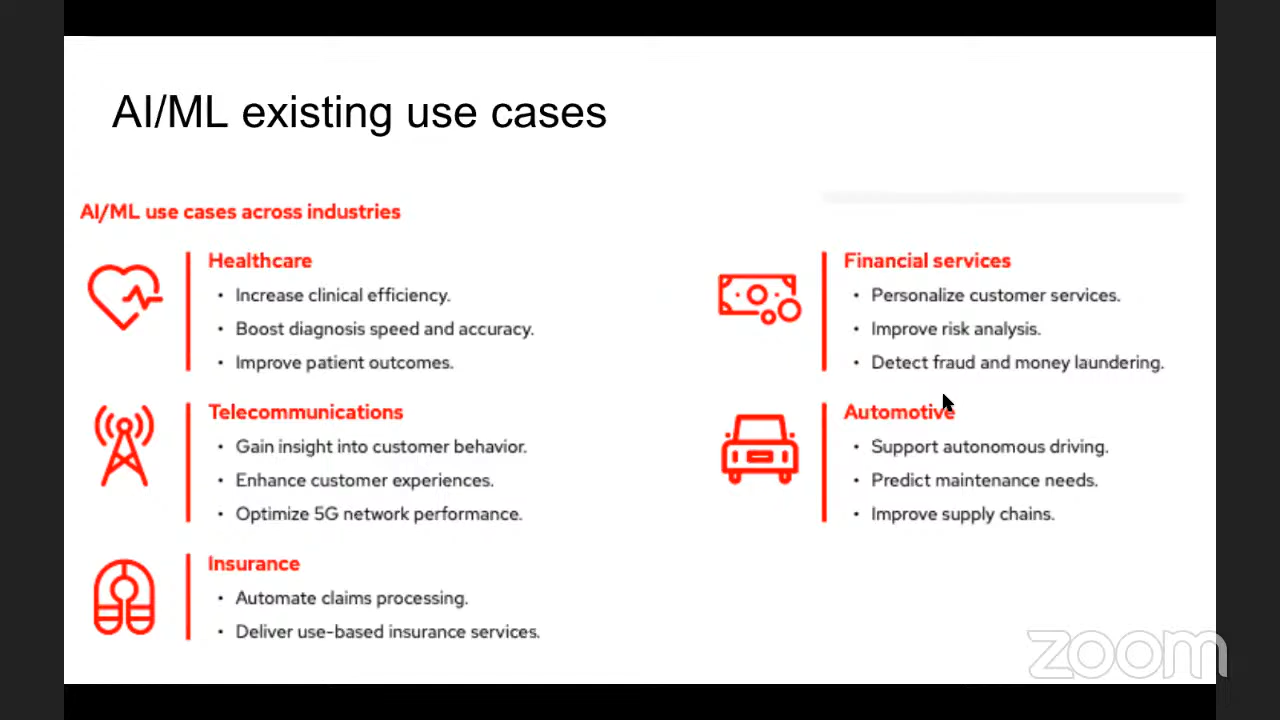 AI/ML existing use cases
AI/ML use cases across industries
Healthcare
• Increase clinical efficiency.
• Boost diagnosis speed and accuracy.
• Improve patient outcomes.
Telecommunications
• Gain insight into customer behavior.
• Enhance customer experiences.
• Optimize 5G network performance.
Insurance
• Automate claims processing.
• Deliver use-based insurance services.
Financial services
• Personalize customer services.
• Improve risk analysis.
• Detect fraud and money laundering.
Automotive
• Support autonomous driving.
• Predict maintenance needs.
• Improve supply chains.
zoom